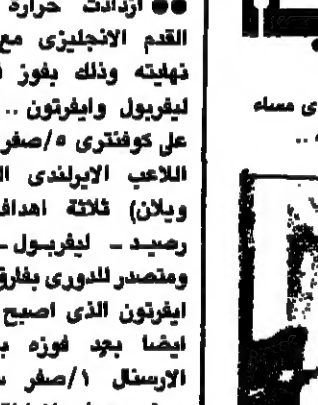 ●● ازدادت حرارة
القدم الانجليزى مع
نهايته وذلك بفوز
ليفربول وايفرتون ..
على كوفنترى ٥/صفر
اللاعب الايرلندى
ويلان) ثلاثة اهداف
رصيد - ليفربول -
ومتصدر للدورى بفارق
ايفرتون الذى اصبح
ايضا بعد فوزه
الارسنال ١/صفر
ى مساء
..